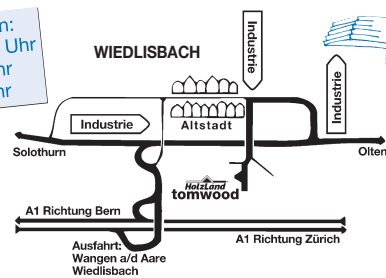 n:
Uhr
hr
hr
WIEDLISBACH
Industrie
Industrie
Industrie
Altstadt
Solothurn
Olten
HolzLand
tomwood
A1 Richtung Bern
A1 Richtung Zürich
Ausfahrt:
Wangen a/d Aare
Wiedlisbach